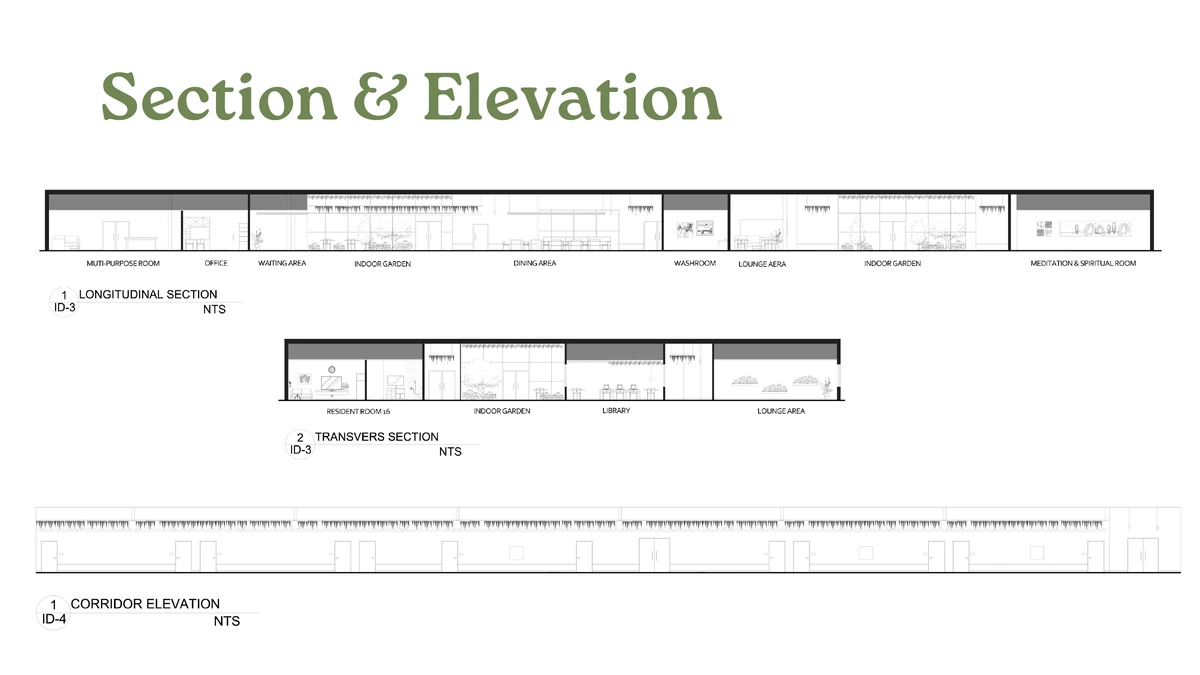 Section & Elevation
MUTI-PURPOSE ROOM OFFICE WAITING AREA INDOOR GARDEN DINING AREA WASHROOM LOUNGE AERA INDOOR GARDEN MEDITATION & SPIRITUAL ROOM
1 LONGITUDINAL SECTION
ID-3 NTS
RESIDENT ROOM 16 INDOOR GARDEN LIBRARY LOUNGE AREA
2 TRANSVERS SECTION
ID-3 NTS
1 CORRIDOR ELEVATION
ID-4 NTS